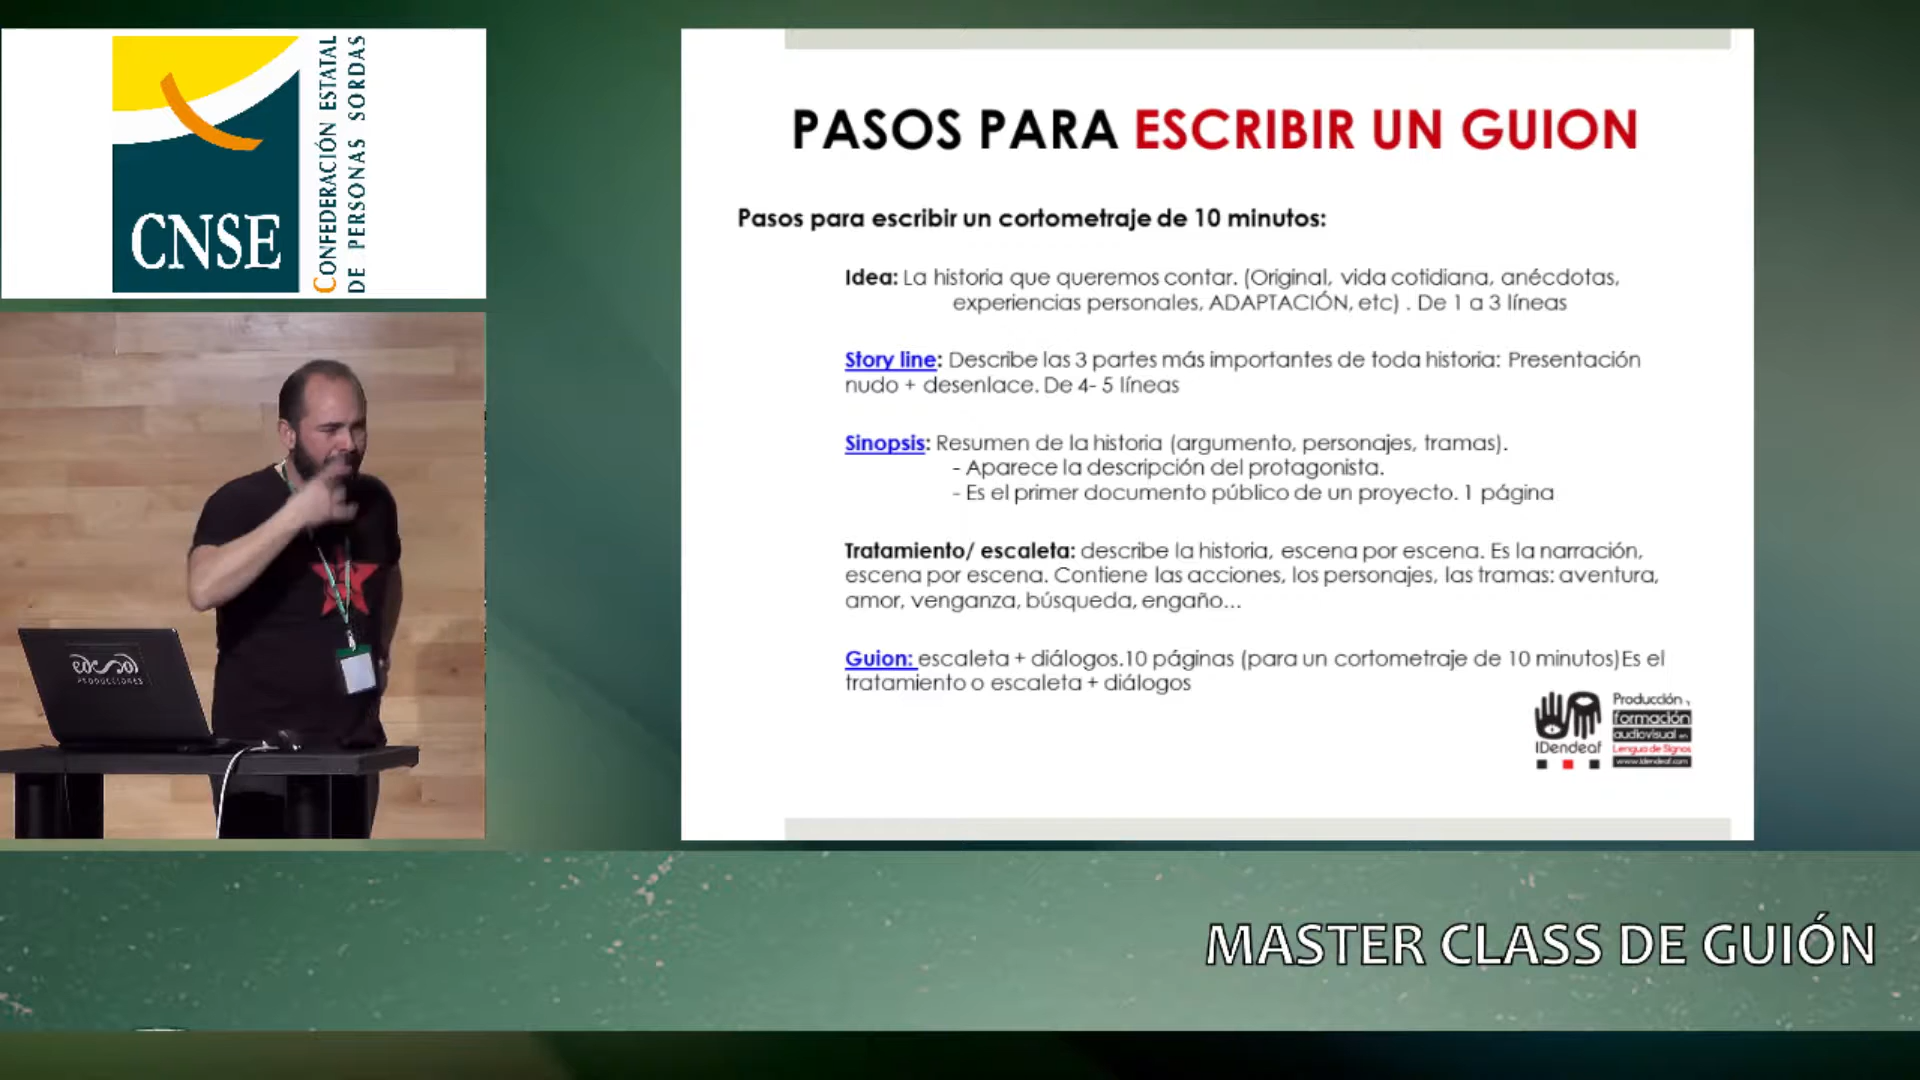 CONFEDERACIÓN ESTATAL
DE PERSONAS SORDAS
CNSE
PRODUCCIONES
PASOS PARA ESCRIBIR UN GUION
Pasos para escribir un cortometraje de 10 minutos:
Idea: La historia que queremos contar. (Original, vida cotidiana, anécdotas,
experiencias personales, ADAPTACIÓN, etc) . De 1 a 3 líneas
Story line: Describe las 3 partes más importantes de toda historia: Presentación
nudo + desenlace. De 4- 5 líneas
Sinopsis: Resumen de la historia (argumento, personajes, tramas).
- Aparece la descripción del protagonista.
- Es el primer documento público de un proyecto. 1 página
Tratamiento/ escaleta: describe la historia, escena por escena. Es la narración,
escena por escena. Contiene las acciones, los personajes, las tramas: aventura,
amor, venganza, búsqueda, engaño...
Guion: escaleta + diálogos.10 páginas (para un cortometraje de 10 minutos)Es el
tratamiento o escaleta + diálogos
IDendeaf
Producción y
formación
audiovisual en
Lengua de Signos
www.idendeaf.com
MASTER CLASS DE GUIÓN